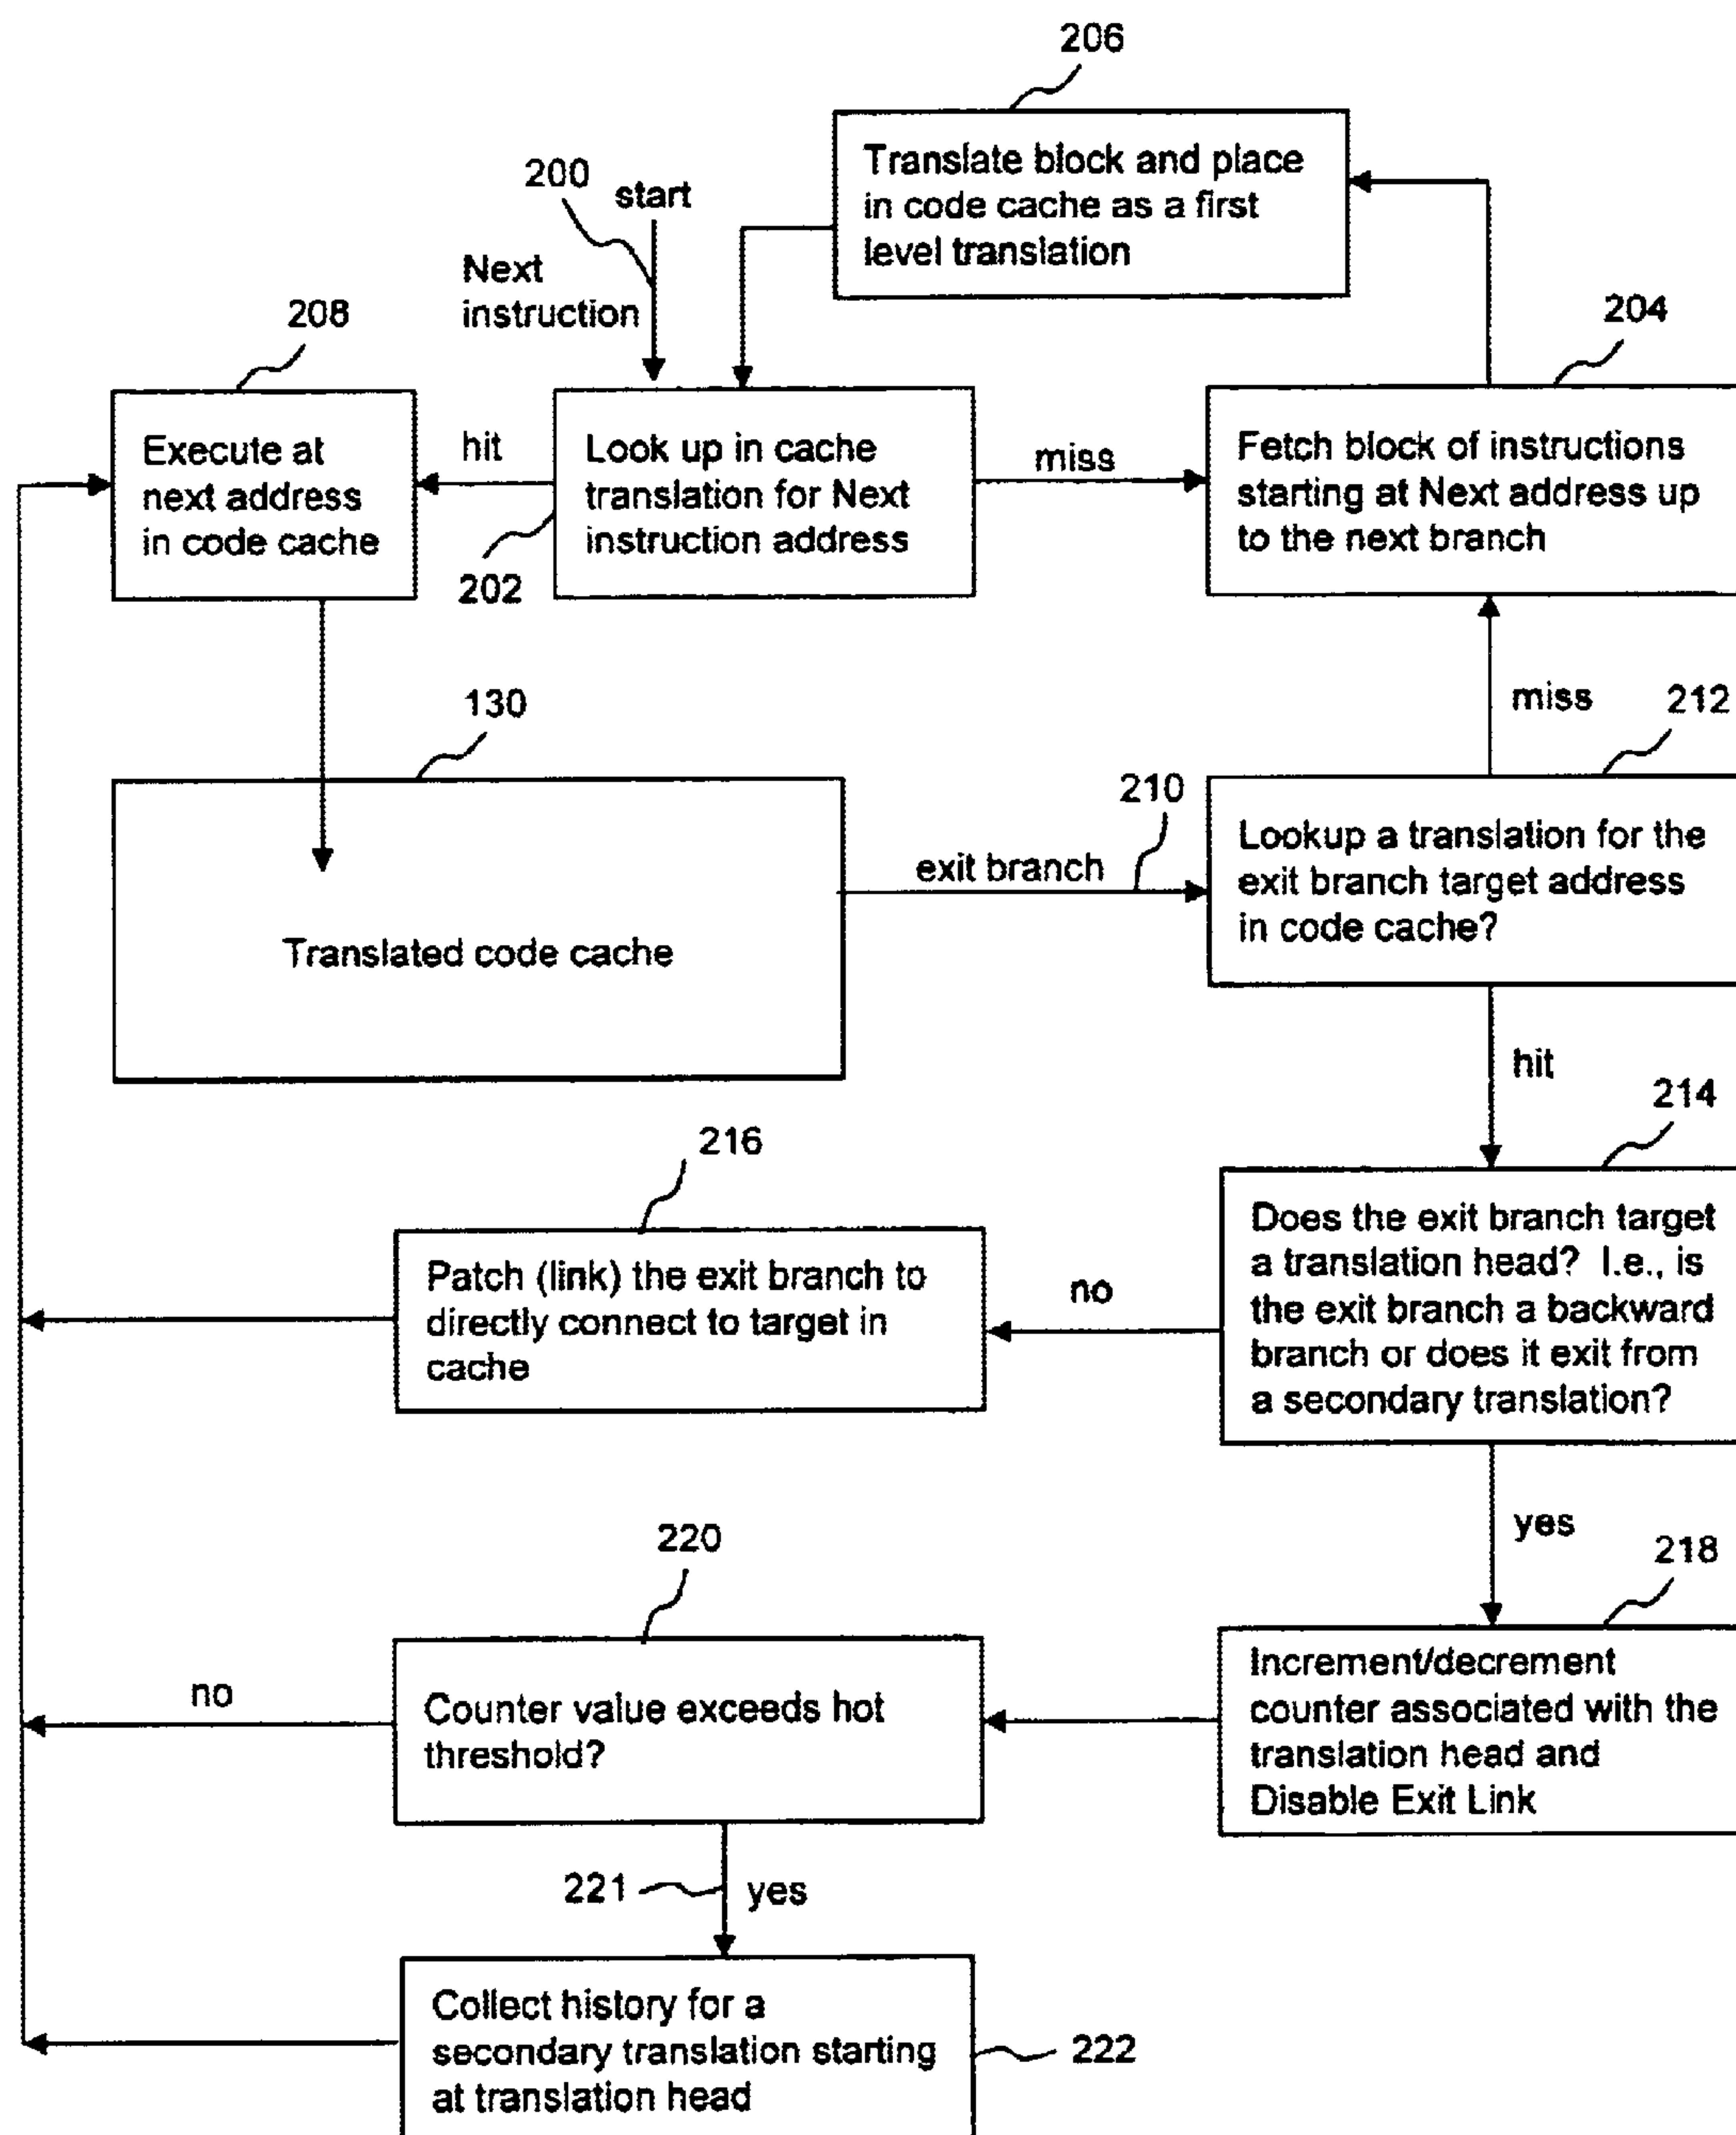 206
Translate block and place
in code cache as a first
level translation
200
start
Next
instruction
208
204
Execute at
next address
in code cache
hit
Look up in cache
translation for Next
instruction address
202
miss
Fetch block of instructions
starting at Next address up
to the next branch
130
miss
212
210
exit branch
Translated code cache
Lookup a translation for the
exit branch target address
in code cache?
hit
214
216
Patch (link) the exit branch to
directly connect to target in
cache
no
Does the exit branch target
a translation head? I.e., is
the exit branch a backward
branch or does it exit from
a secondary translation?
yes
218
220
no
Counter value exceeds hot
threshold?
Increment/decrement
counter associated with the
translation head and
Disable Exit Link
221
yes
Collect history for a
secondary translation starting
at translation head
222